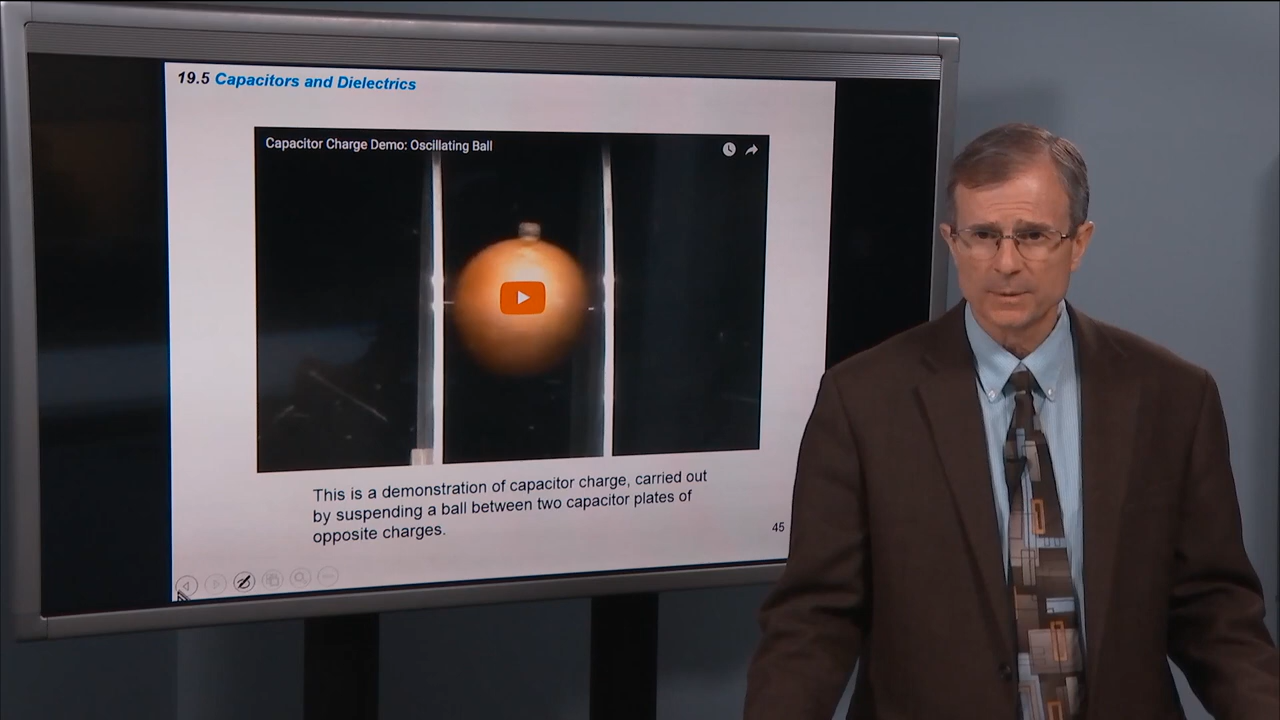 19.5 Capacitors and Dielectrics
Capacitor Charge Demo: Oscillating Ball
This is a demonstration of capacitor charge, carried out
by suspending a ball between two capacitor plates of
opposite charges.
45